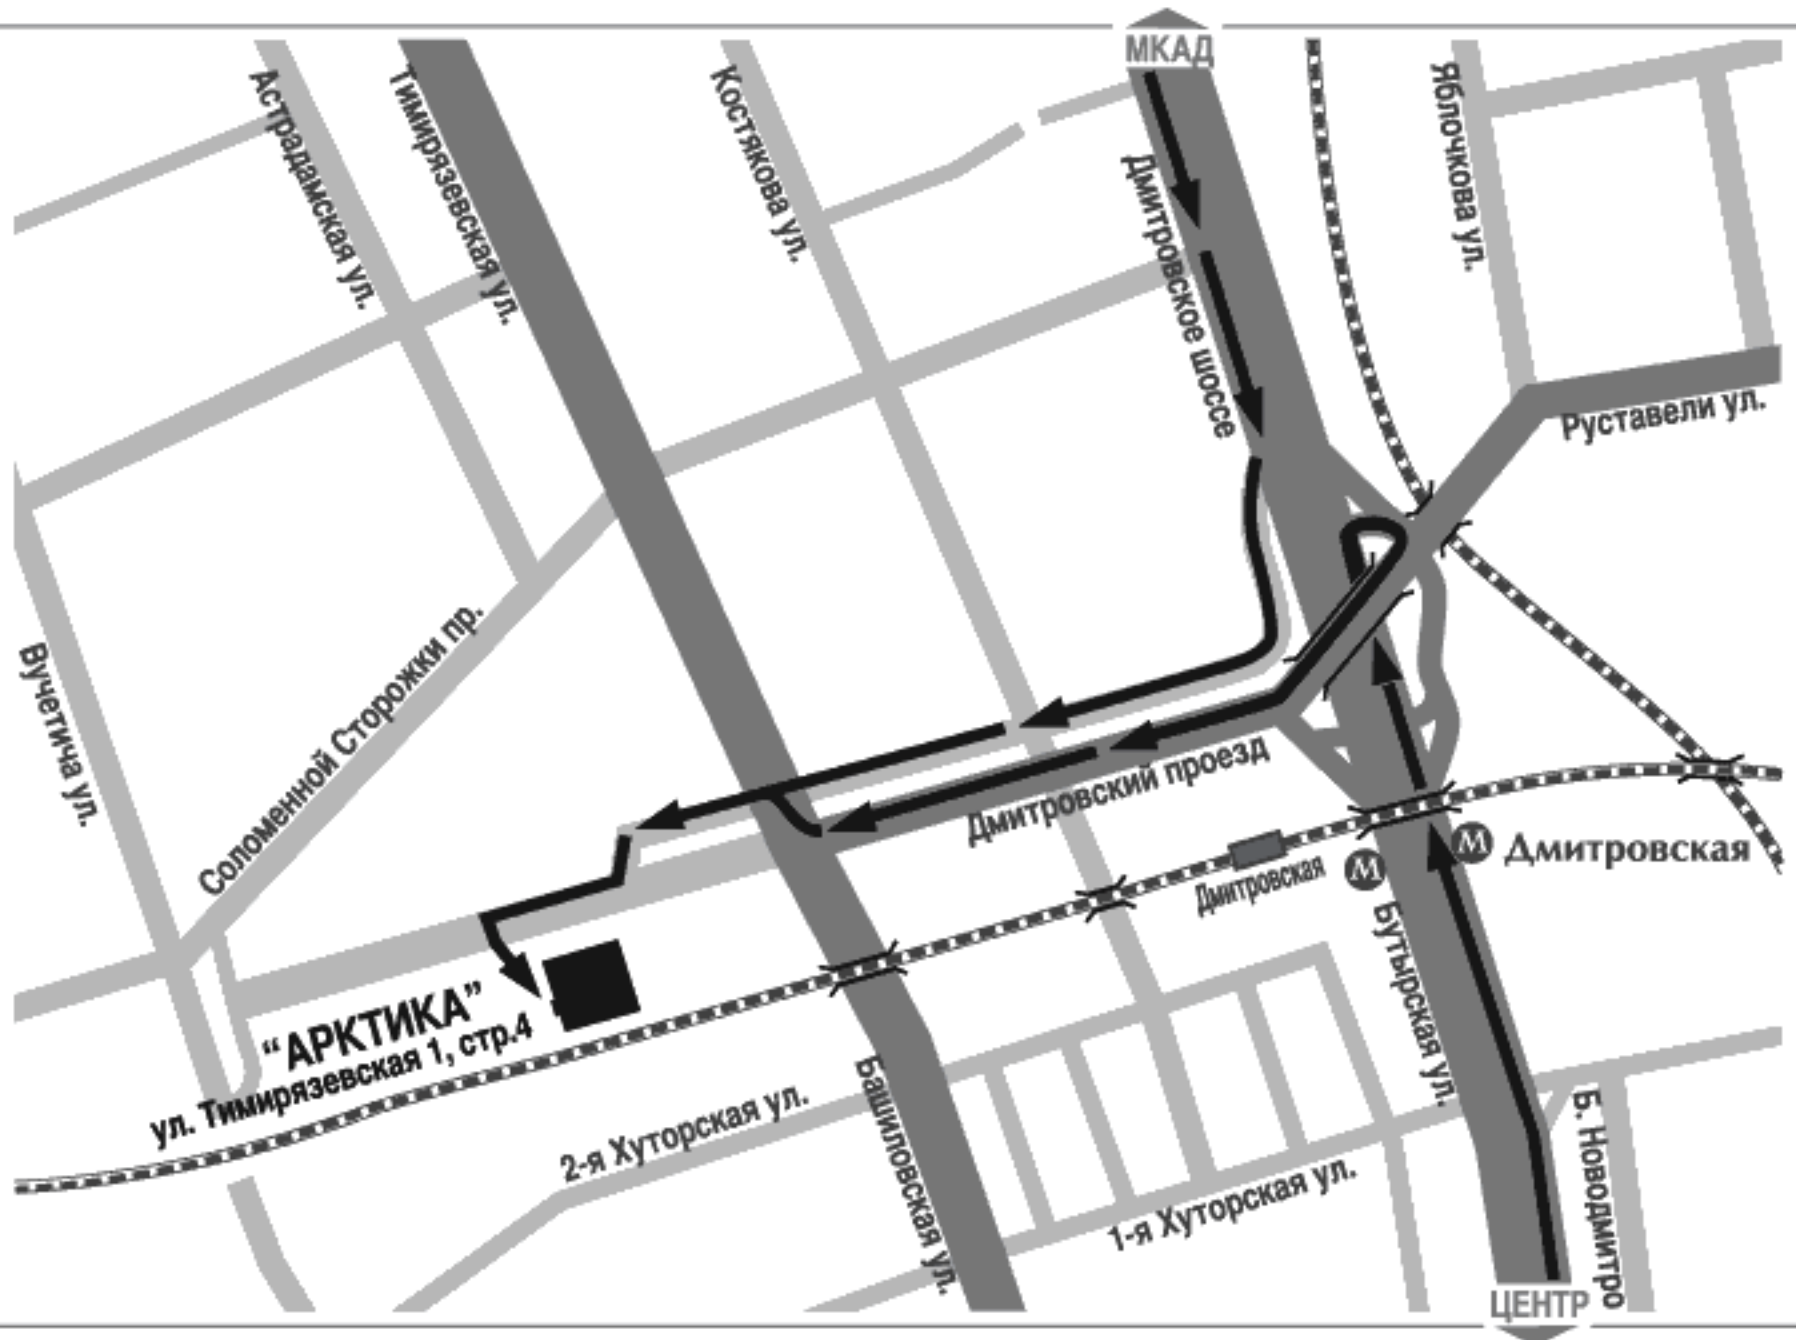 МКАД
Астрадамская ул.
Тимирязевская ул.
Костякова ул.
Дмитровское шоссе
Яблочкова ул.
Руставели ул.
Вучетича ул.
Соломенной Сторожки пр.
Дмитровский проезд
Дмитровская
М
М Дмитровская
Бутырская ул.
“АРКТИКА”
ул. Тимирязевская 1, стр.4
2-я Хуторская ул.
Башиловская ул.
1-я Хуторская ул.
Б. Новодмитро
ЦЕНТР